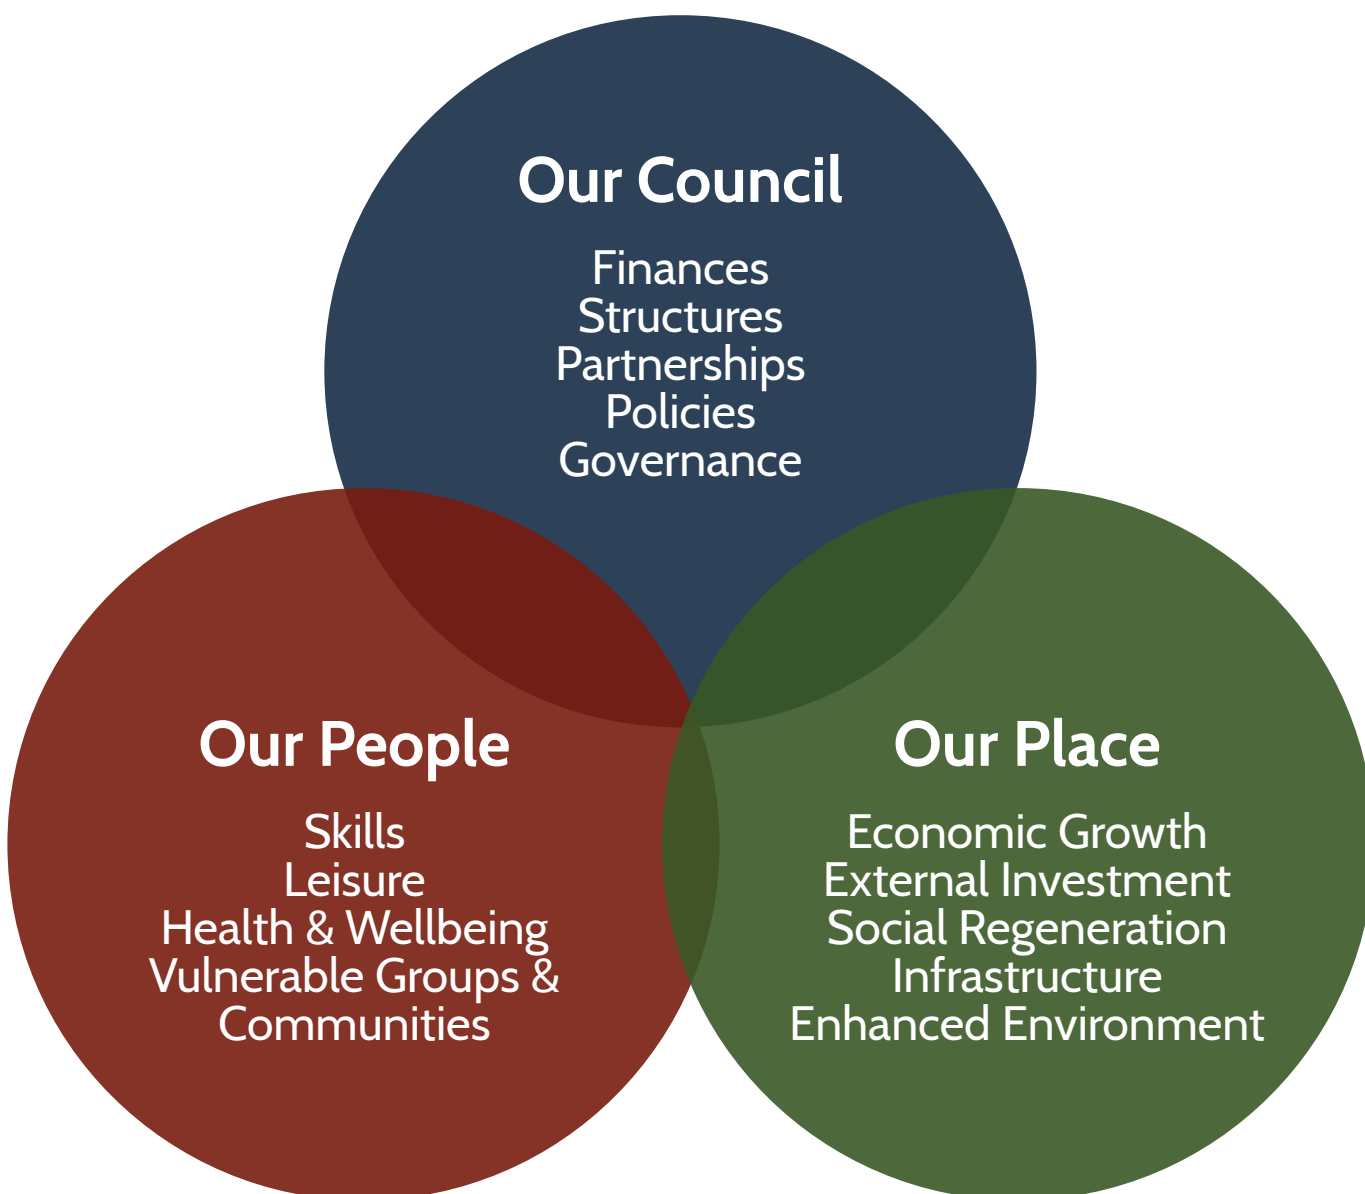 Our Council
Finances
Structures
Partnerships
Policies
Governance
Our People
Skills
Leisure
Health & Wellbeing
Vulnerable Groups &
Communities
Our Place
Economic Growth
External Investment
Social Regeneration
Infrastructure
Enhanced Environment